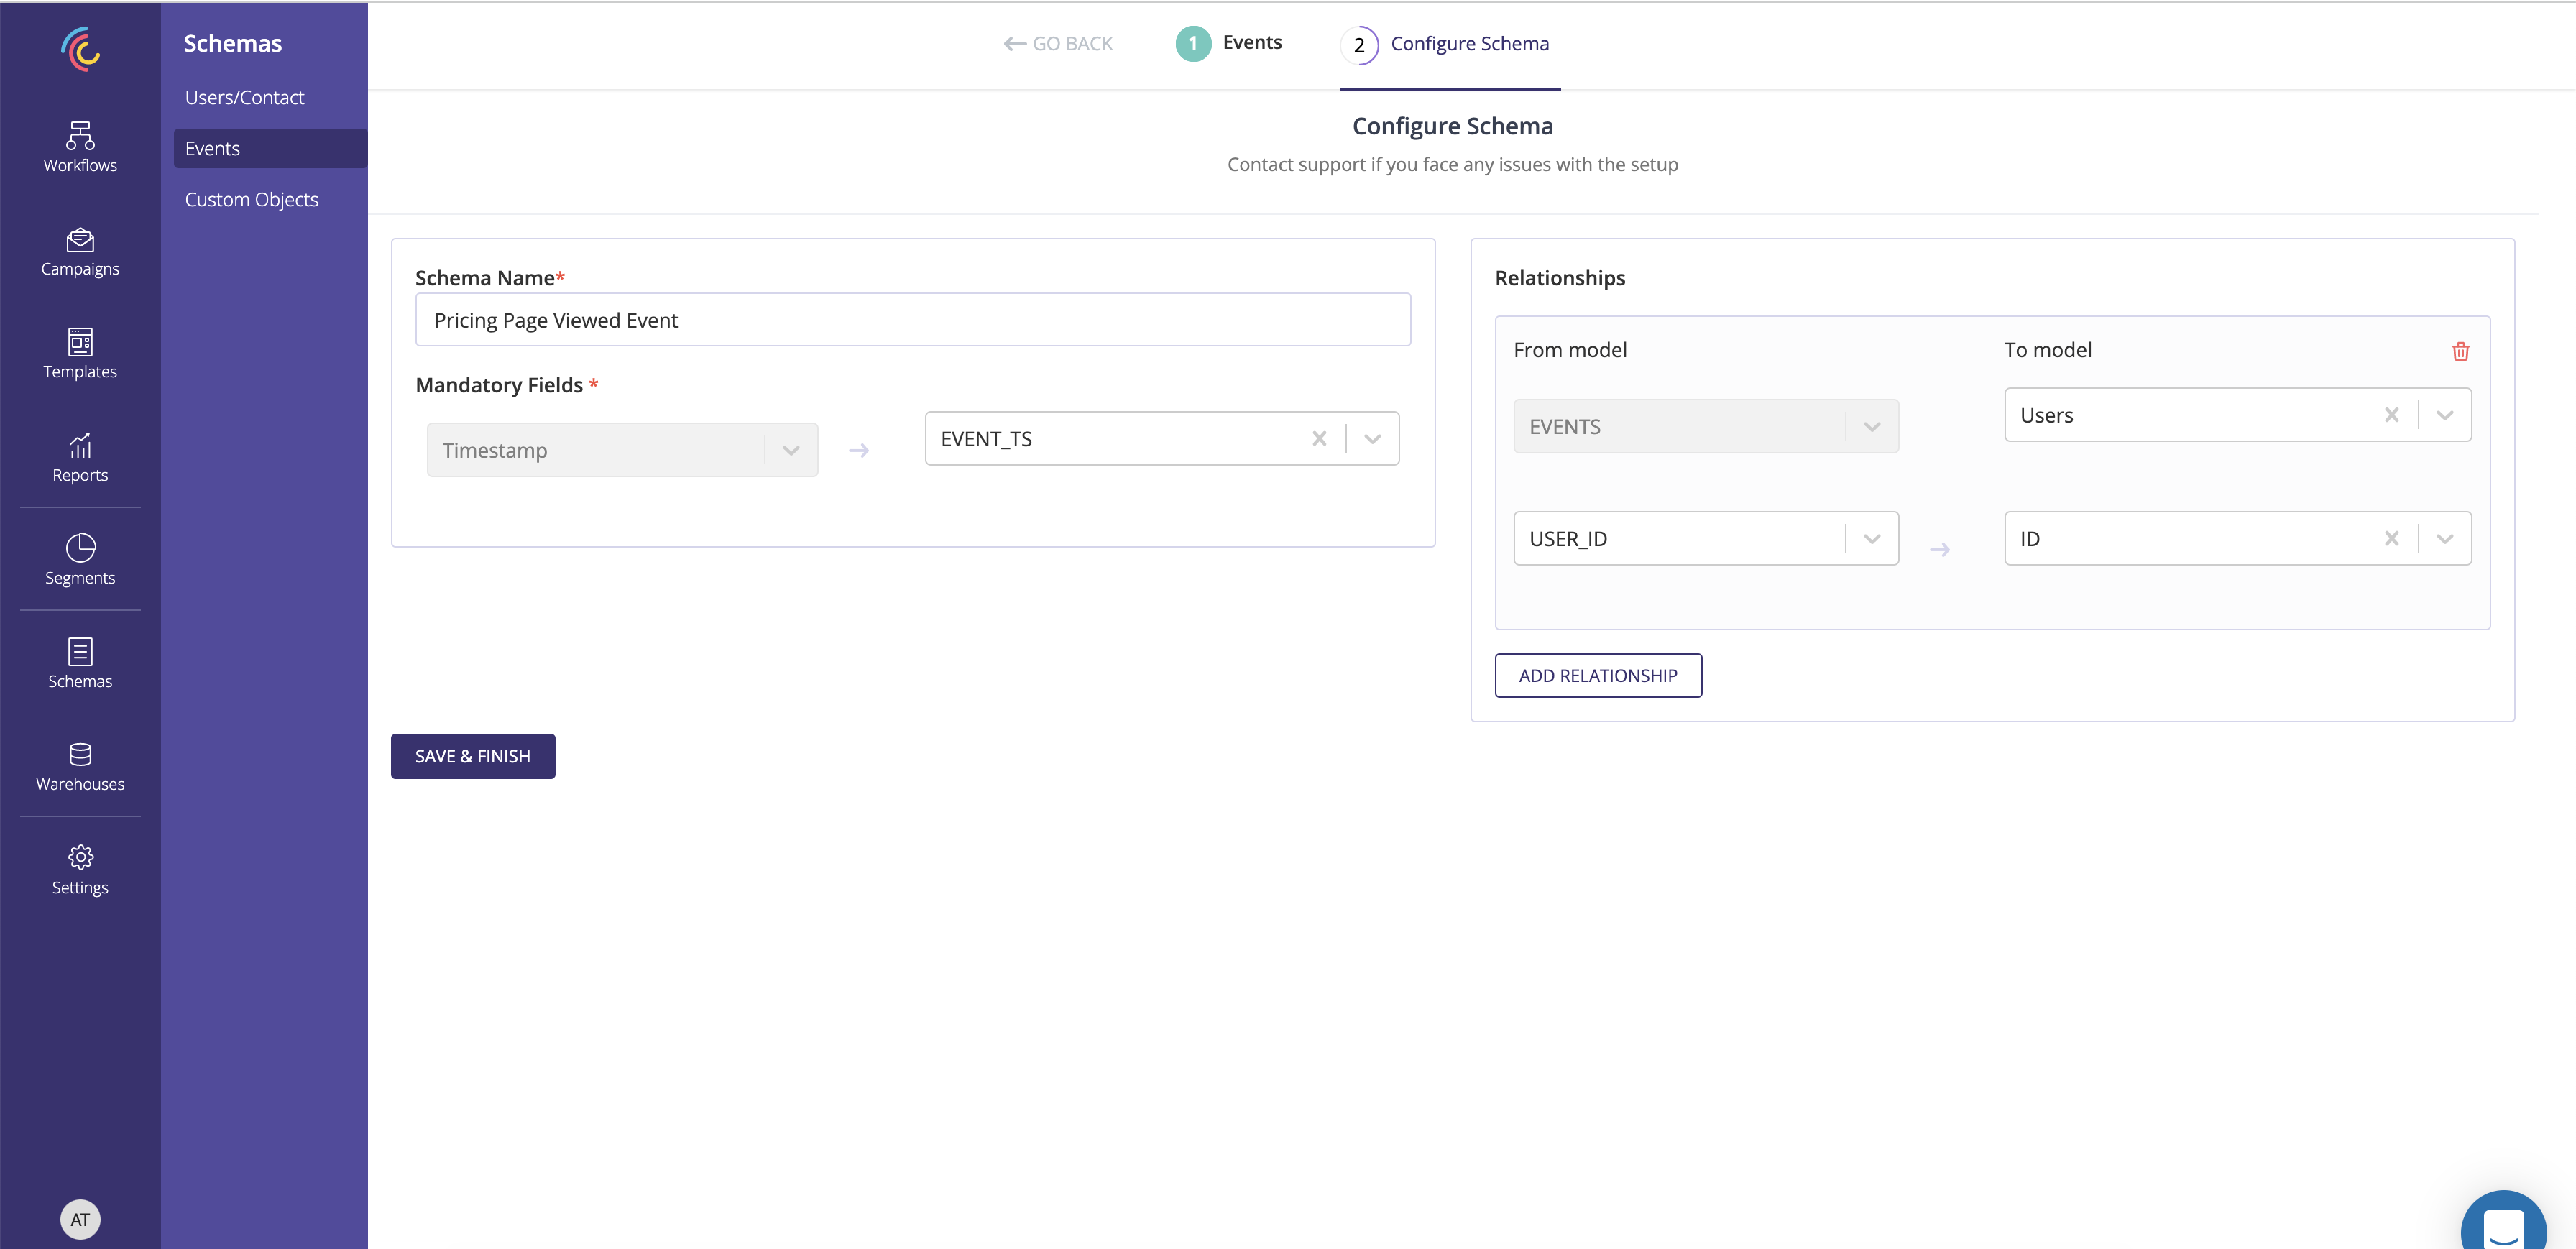 Workflows
Campaigns
Templates
Reports
Segments
Schemas
Warehouses
Settings
AT
Schemas
Users/Contact
Events
Custom Objects
GO BACK
1 Events
2 Configure Schema
Configure Schema
Contact support if you face any issues with the setup
Schema Name*
Pricing Page Viewed Event
Mandatory Fields *
Timestamp
EVENT_TS
SAVE & FINISH
Relationships
From model To model
EVENTS Users
USER_ID ID
ADD RELATIONSHIP